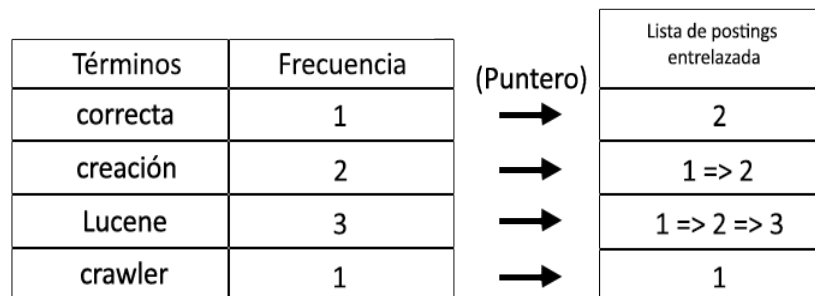 Lista de postings
entrelazada
Términos Frecuencia (Puntero)
correcta 1 2
creación 2 1 => 2
Lucene 3 1 => 2 => 3
crawler 1 1